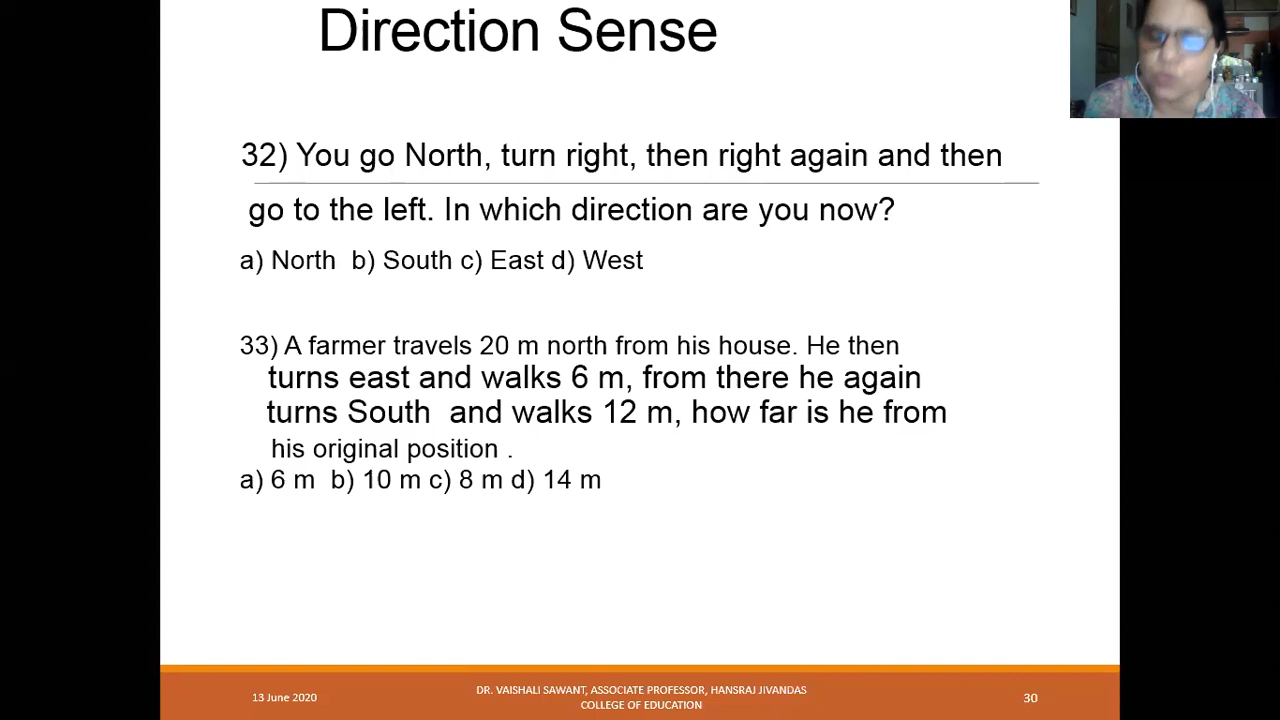 Direction Sense
32) You go North, turn right, then right again and then
go to the left. In which direction are you now?
a) North b) South c) East d) West
33) A farmer travels 20 m north from his house. He then
turns east and walks 6 m, from there he again
turns South and walks 12 m, how far is he from
his original position .
a) 6 m b) 10 m c) 8 m d) 14 m
13 June 2020
DR. VAISHALI SAWANT, ASSOCIATE PROFESSOR, HANSRAJ JIVANDAS
COLLEGE OF EDUCATION
30